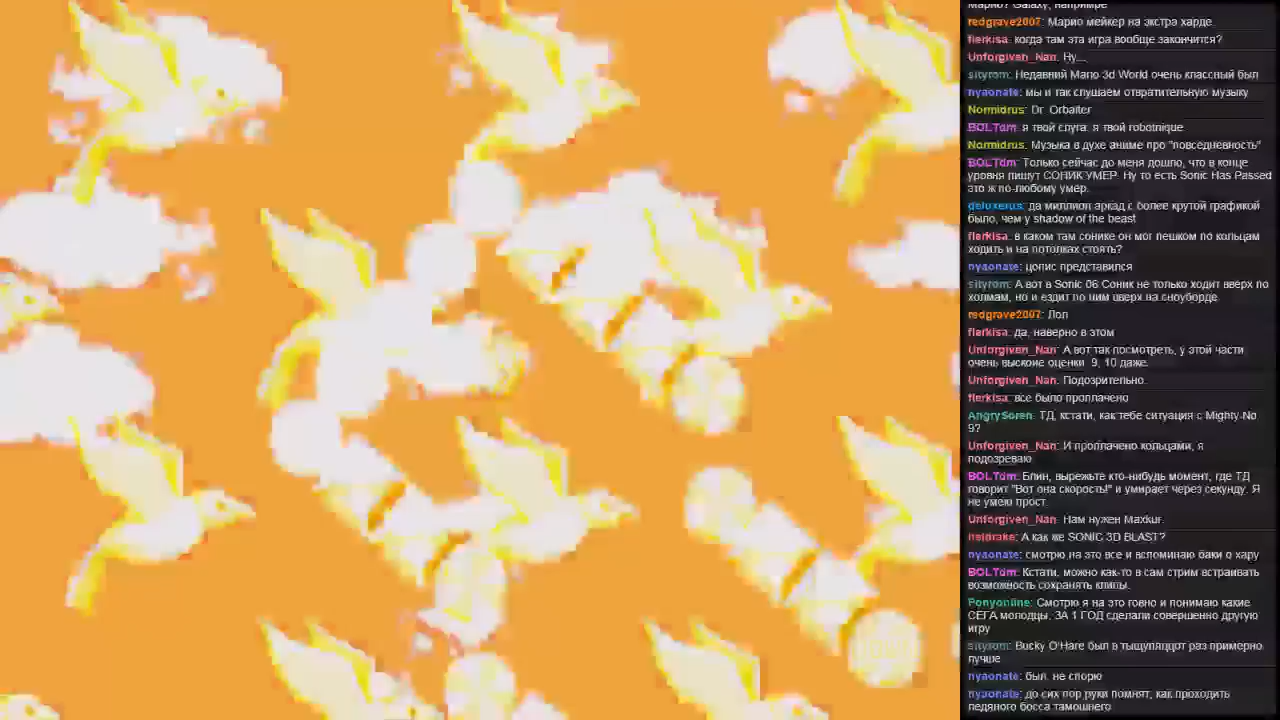 Марио? Galaxy, например
redgrave2007: Марио мейкер на экстра харде.
flerkisa: когда там эта игра вообще закончится?
Unforgiven_Nan: Ну...
sityrom: Недавний Mario 3d World очень классный был
nyaonate: мы и так слушаем отвратительную музыку
Normidrus: Dr. Orbaiter
BOLTdm: я твой слуга. я твой robotnique
Normidrus: Музыка в духе аниме про "повседневность"
BOLTdm: Только сейчас до меня дошло, что в конце
уровня пишут СОНИК УМЕР. Ну то есть Sonic Has Passed
это ж по-любому умер.
deluxerus: да миллион аркад с более крутой графикой
было, чем у shadow of the beast
flerkisa: в каком там сонике он мог пешком по кольцам
ходить и на потолках стоять?
nyaonate: цопис представился
sityrom: А вот в Sonic 06 Соник не только ходит вверх по
холмам, но и ездит по ним вверх на сноуборде.
redgrave2007: Лол
flerkisa: да, наверно в этом
Unforgiven_Nan: А вот так посмотреть, у этой части
очень высокие оценки. 9, 10 даже.
Unforgiven_Nan: Подозрительно.
flerkisa: все было проплачено
AngrySoren: ТД, кстати, как тебе ситуация с Mighty No
9?
Unforgiven_Nan: И проплачено кольцами, я
подозреваю
BOLTdm: Блин, вырежьте кто-нибудь момент, где ТД
говорит "Вот она скорость!" и умирает через секунду. Я
не умею прост.
Unforgiven_Nan: Нам нужен Maxkur.
А как же SONIC 3D BLAST?
nyaonate: смотрю на это все и вспоминаю баки о хару
BOLTdm: Кстати, можно как-то в сам стрим встраивать
возможность сохранять клипы.
Ponyonline: Смотрю я на это говно и понимаю какие
СЕГА молодцы, ЗА 1 ГОД сделали совершенно другую
игру
sityrom: Bucky O'Hare был в тыщупяццот раз примерно
лучше
nyaonate: был. не спорю
nyaonate: до сих пор руки помнят, как проходить
ледяного босса тамошнего